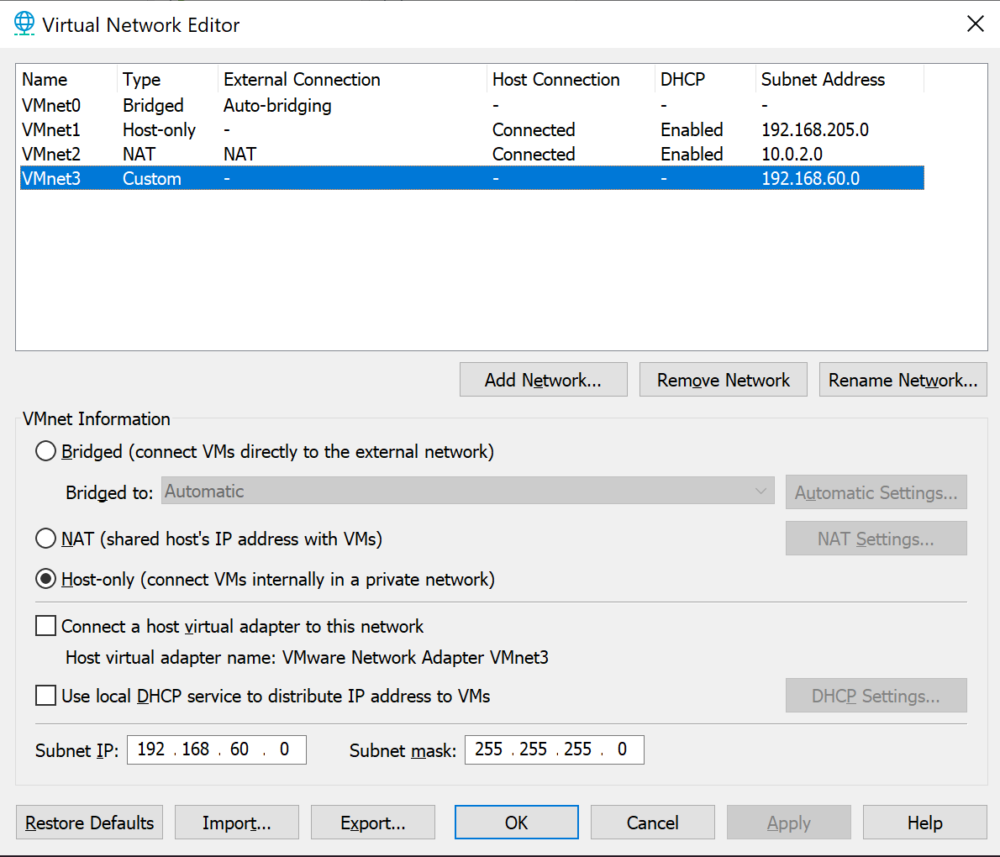 Virtual Network Editor
Name Type External Connection Host Connection DHCP Subnet Address
VMnet0 Bridged Auto-bridging - - -
VMnet1 Host-only - Connected Enabled 192.168.205.0
VMnet2 NAT NAT Connected Enabled 10.0.2.0
VMnet3 Custom - - - 192.168.60.0
Add Network... Remove Network Rename Network...
VMnet Information
Bridged (connect VMs directly to the external network)
Bridged to: Automatic Automatic Settings...
NAT (shared host's IP address with VMs) NAT Settings...
Host-only (connect VMs internally in a private network)
Connect a host virtual adapter to this network
Host virtual adapter name: VMware Network Adapter VMnet3
Use local DHCP service to distribute IP address to VMs DHCP Settings...
Subnet IP: 192 . 168 . 60 . 0 Subnet mask: 255 . 255 . 255 . 0
Restore Defaults Import... Export... OK Cancel Apply Help